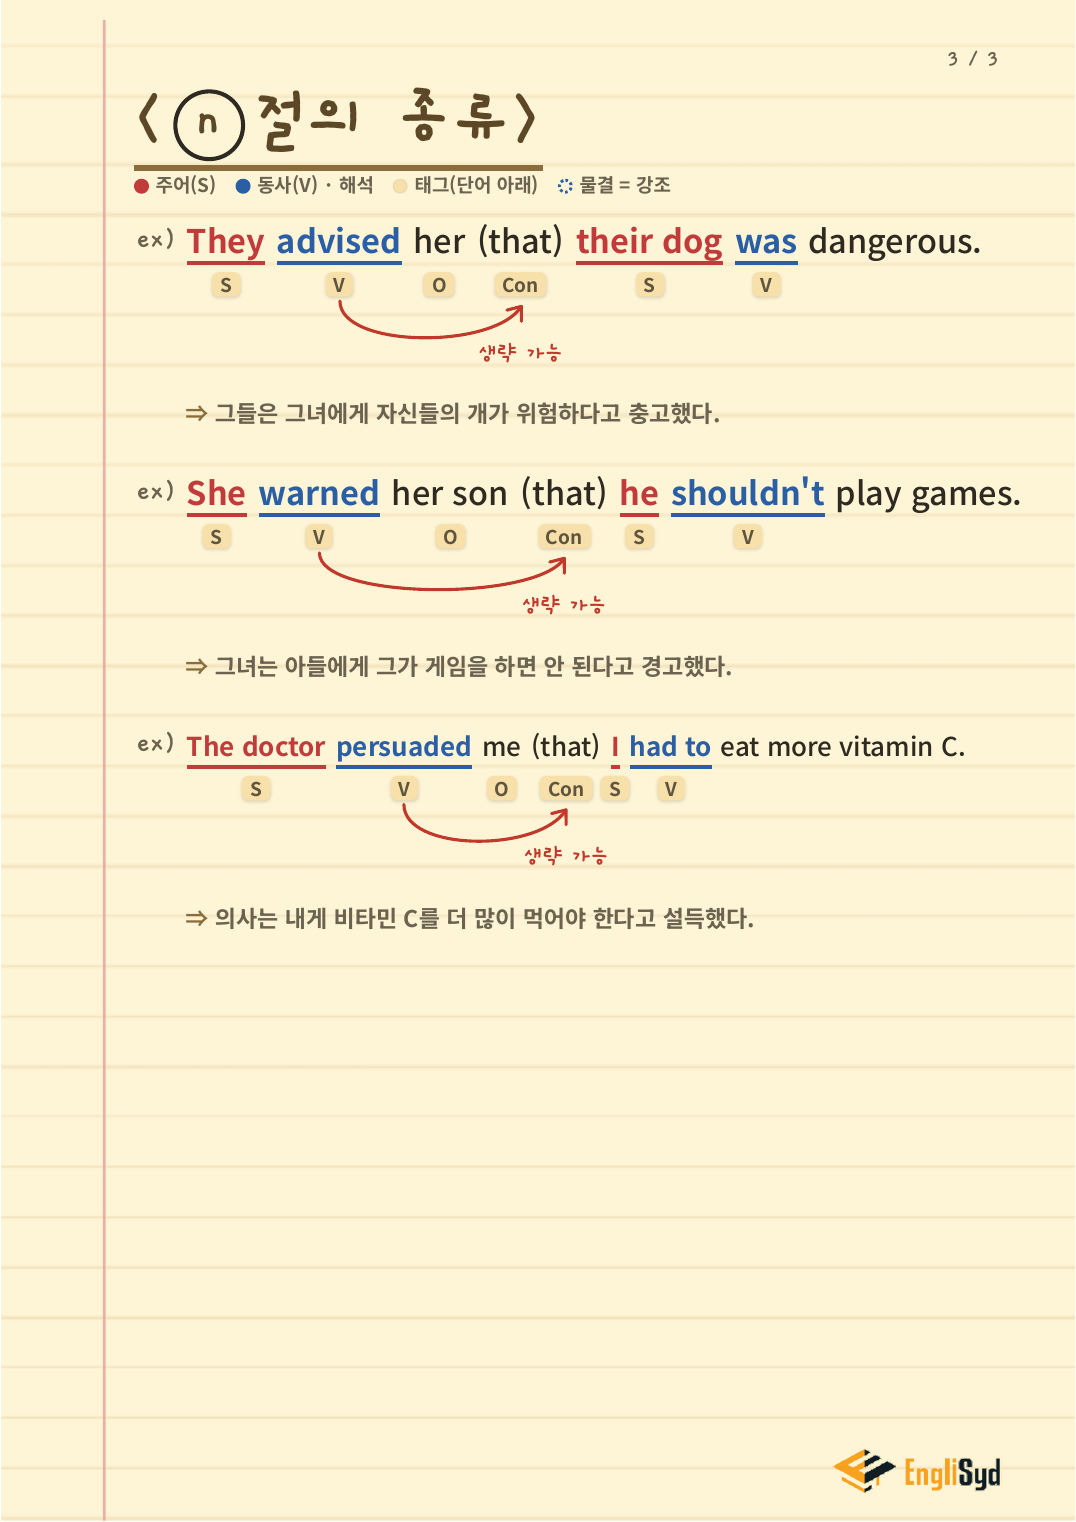 3 / 3
< n 절의 종류 >
주어(S) 동사(V) · 해석 태그(단어 아래) 물결 = 강조
ex) They advised her (that) their dog was dangerous.
S V O Con S V
생략 가능
⇒ 그들은 그녀에게 자신들의 개가 위험하다고 충고했다.
ex) She warned her son (that) he shouldn't play games.
S V O Con S V
생략 가능
⇒ 그녀는 아들에게 그가 게임을 하면 안 된다고 경고했다.
ex) The doctor persuaded me (that) I had to eat more vitamin C.
S V O Con S V
생략 가능
⇒ 의사는 내게 비타민 C를 더 많이 먹어야 한다고 설득했다.
EngliSyd